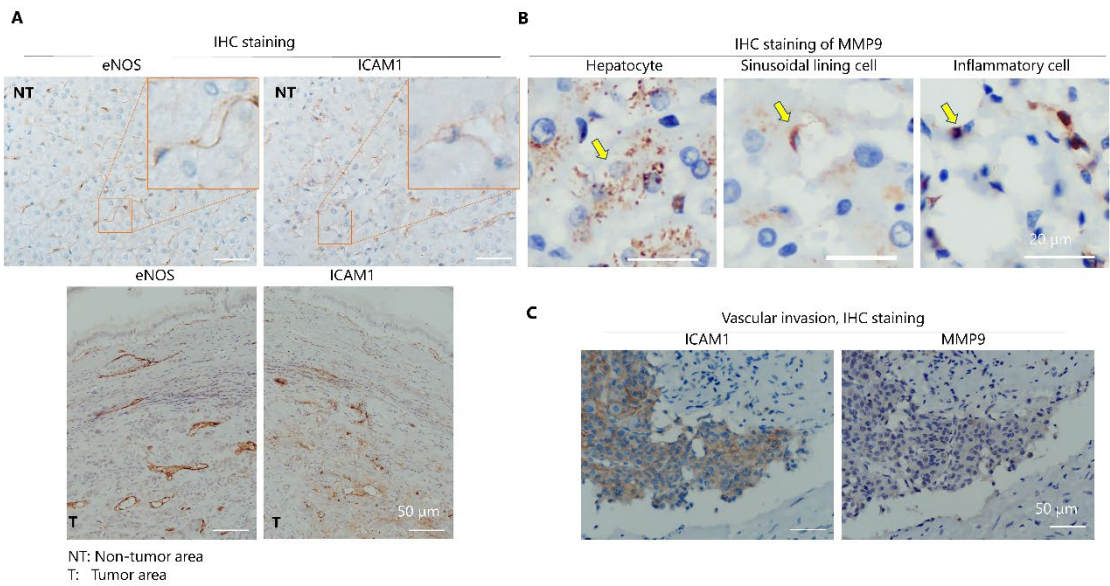 A
IHC staining
eNOS
ICAM1
NT
NT
eNOS
ICAM1
T
T
50 μm
NT: Non-tumor area
T: Tumor area
B
IHC staining of MMP9
Hepatocyte
Sinusoidal lining cell
Inflammatory cell
20 μm
C
Vascular invasion, IHC staining
ICAM1
MMP9
50 μm